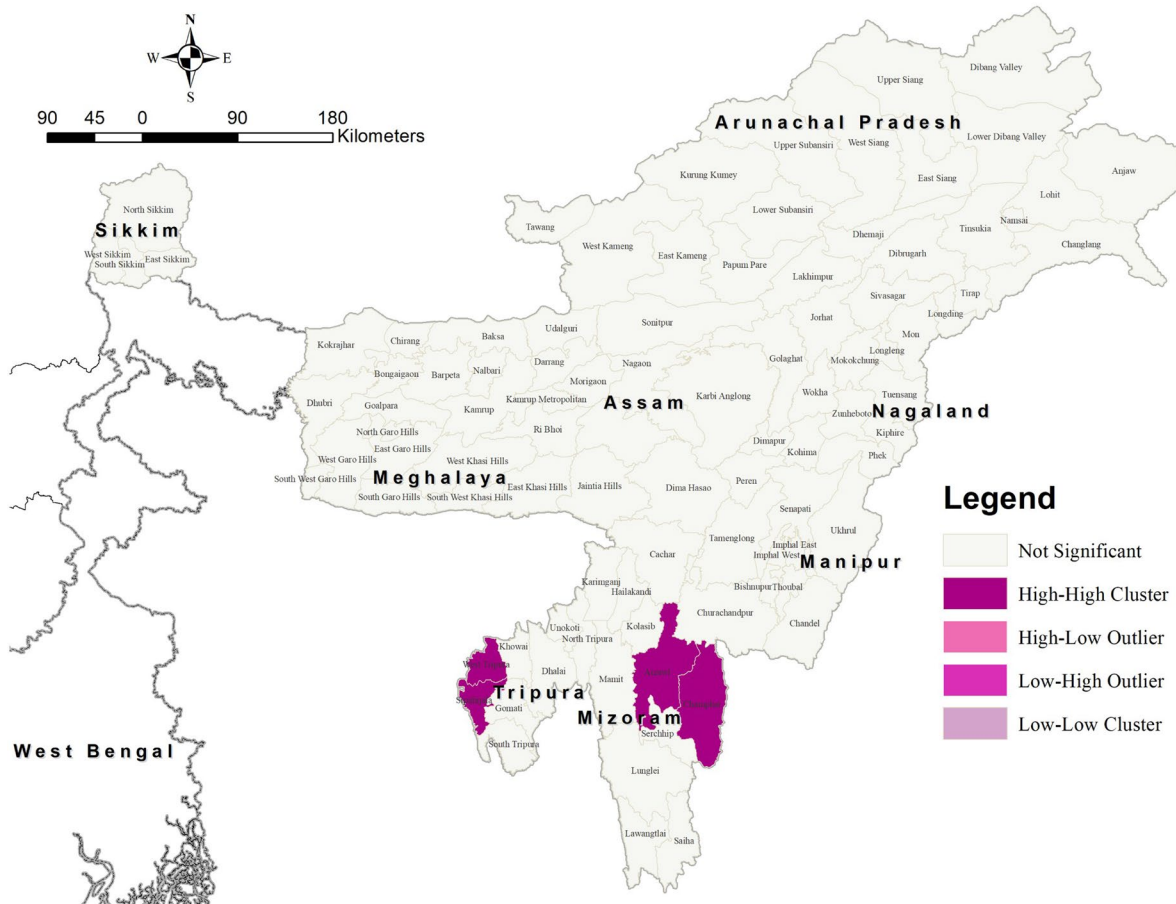 N
W E
S
90 45 0 90 180
Kilometers
Dibang Valley
Upper Siang
Arunachal Pradesh
Lower Dibang Valley
Upper Subansiri
West Siang
Anjaw
Kurung Kumey
East Siang
Lohit
North Sikkim
Lower Subansiri
Namsai
Sikkim
Tawang
Tinsukia
Dhemaji
West Kameng
Changlang
West Sikkim
East Kameng
Dibrugarh
South Sikkim
East Sikkim
Papum Pare
Lakhimpur
Tirap
Sivasagar
Longding
Jorhat
Sonitpur
Udalguri
Mon
Baksa
Chirang
Kokrajhar
Longleng
Golaghat
Mokokchung
Darrang
Nagaon
Nalbari
Bongaigaon
Barpeta
Morigaon
Wokha
Tuensang
Karbi Anglong
Kamrup Metropolitan
Dhubri
Goalpara
Assam
Kamrup
Zunheboto
Nagaland
Ri Bhoi
North Garo Hills
Kiphire
Dimapur
East Garo Hills
Kohima
West Garo Hills
West Khasi Hills
Phek
South West Garo Hills
Meghalaya
Peren
East Khasi Hills
Jaintia Hills
Dima Hasao
South Garo Hills
South West Khasi Hills
Senapati
Ukhrul
Tamenglong
Imphal East
Cachar
Imphal West
Manipur
Karimganj
Bishnupur
Thoubal
Hailakandi
Churachandpur
Chandel
Kolasib
Unokoti
North Tripura
Khowai
West Tripura
Dhalai
Mamit
Tripura
Gomati
Mizoram
Serchhip
South Tripura
West Bengal
Lunglei
Lawangtlai
Saiha
Legend
Not Significant
High-High Cluster
High-Low Outlier
Low-High Outlier
Low-Low Cluster